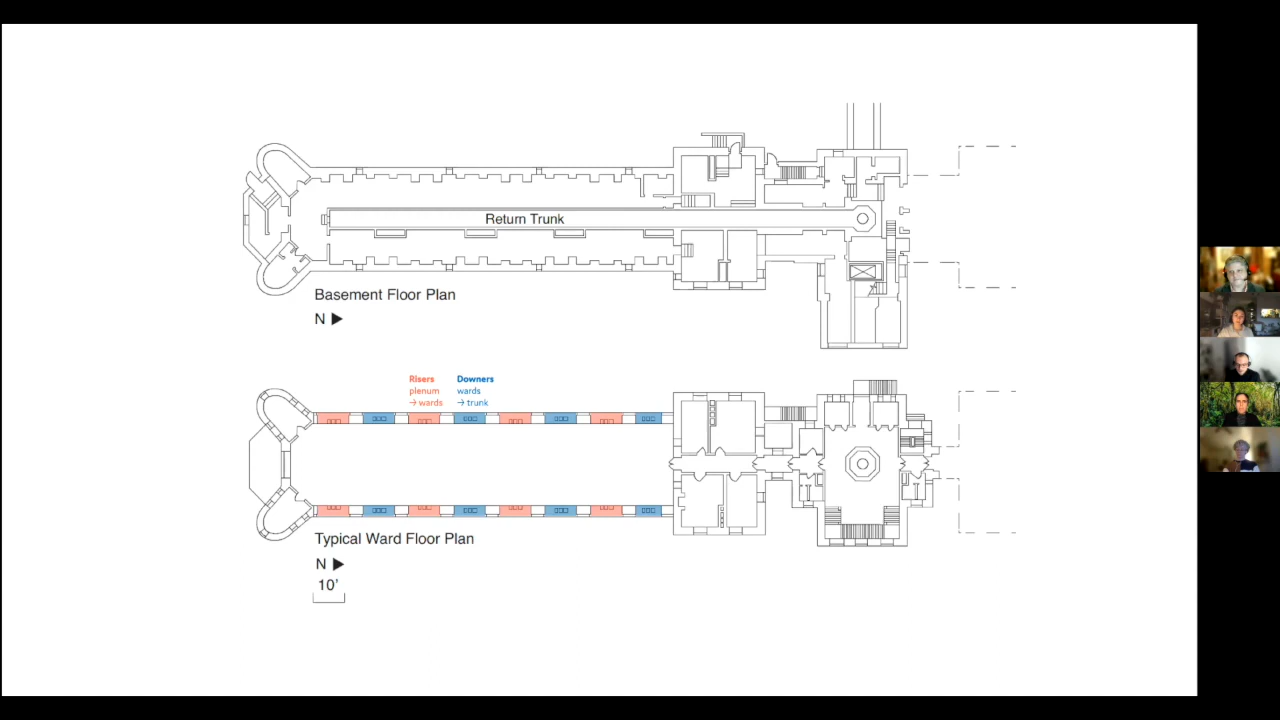 Return Trunk
Basement Floor Plan
N ▶
Risers
plenum
→ wards
Downers
wards
→ trunk
Typical Ward Floor Plan
N ▶
10'